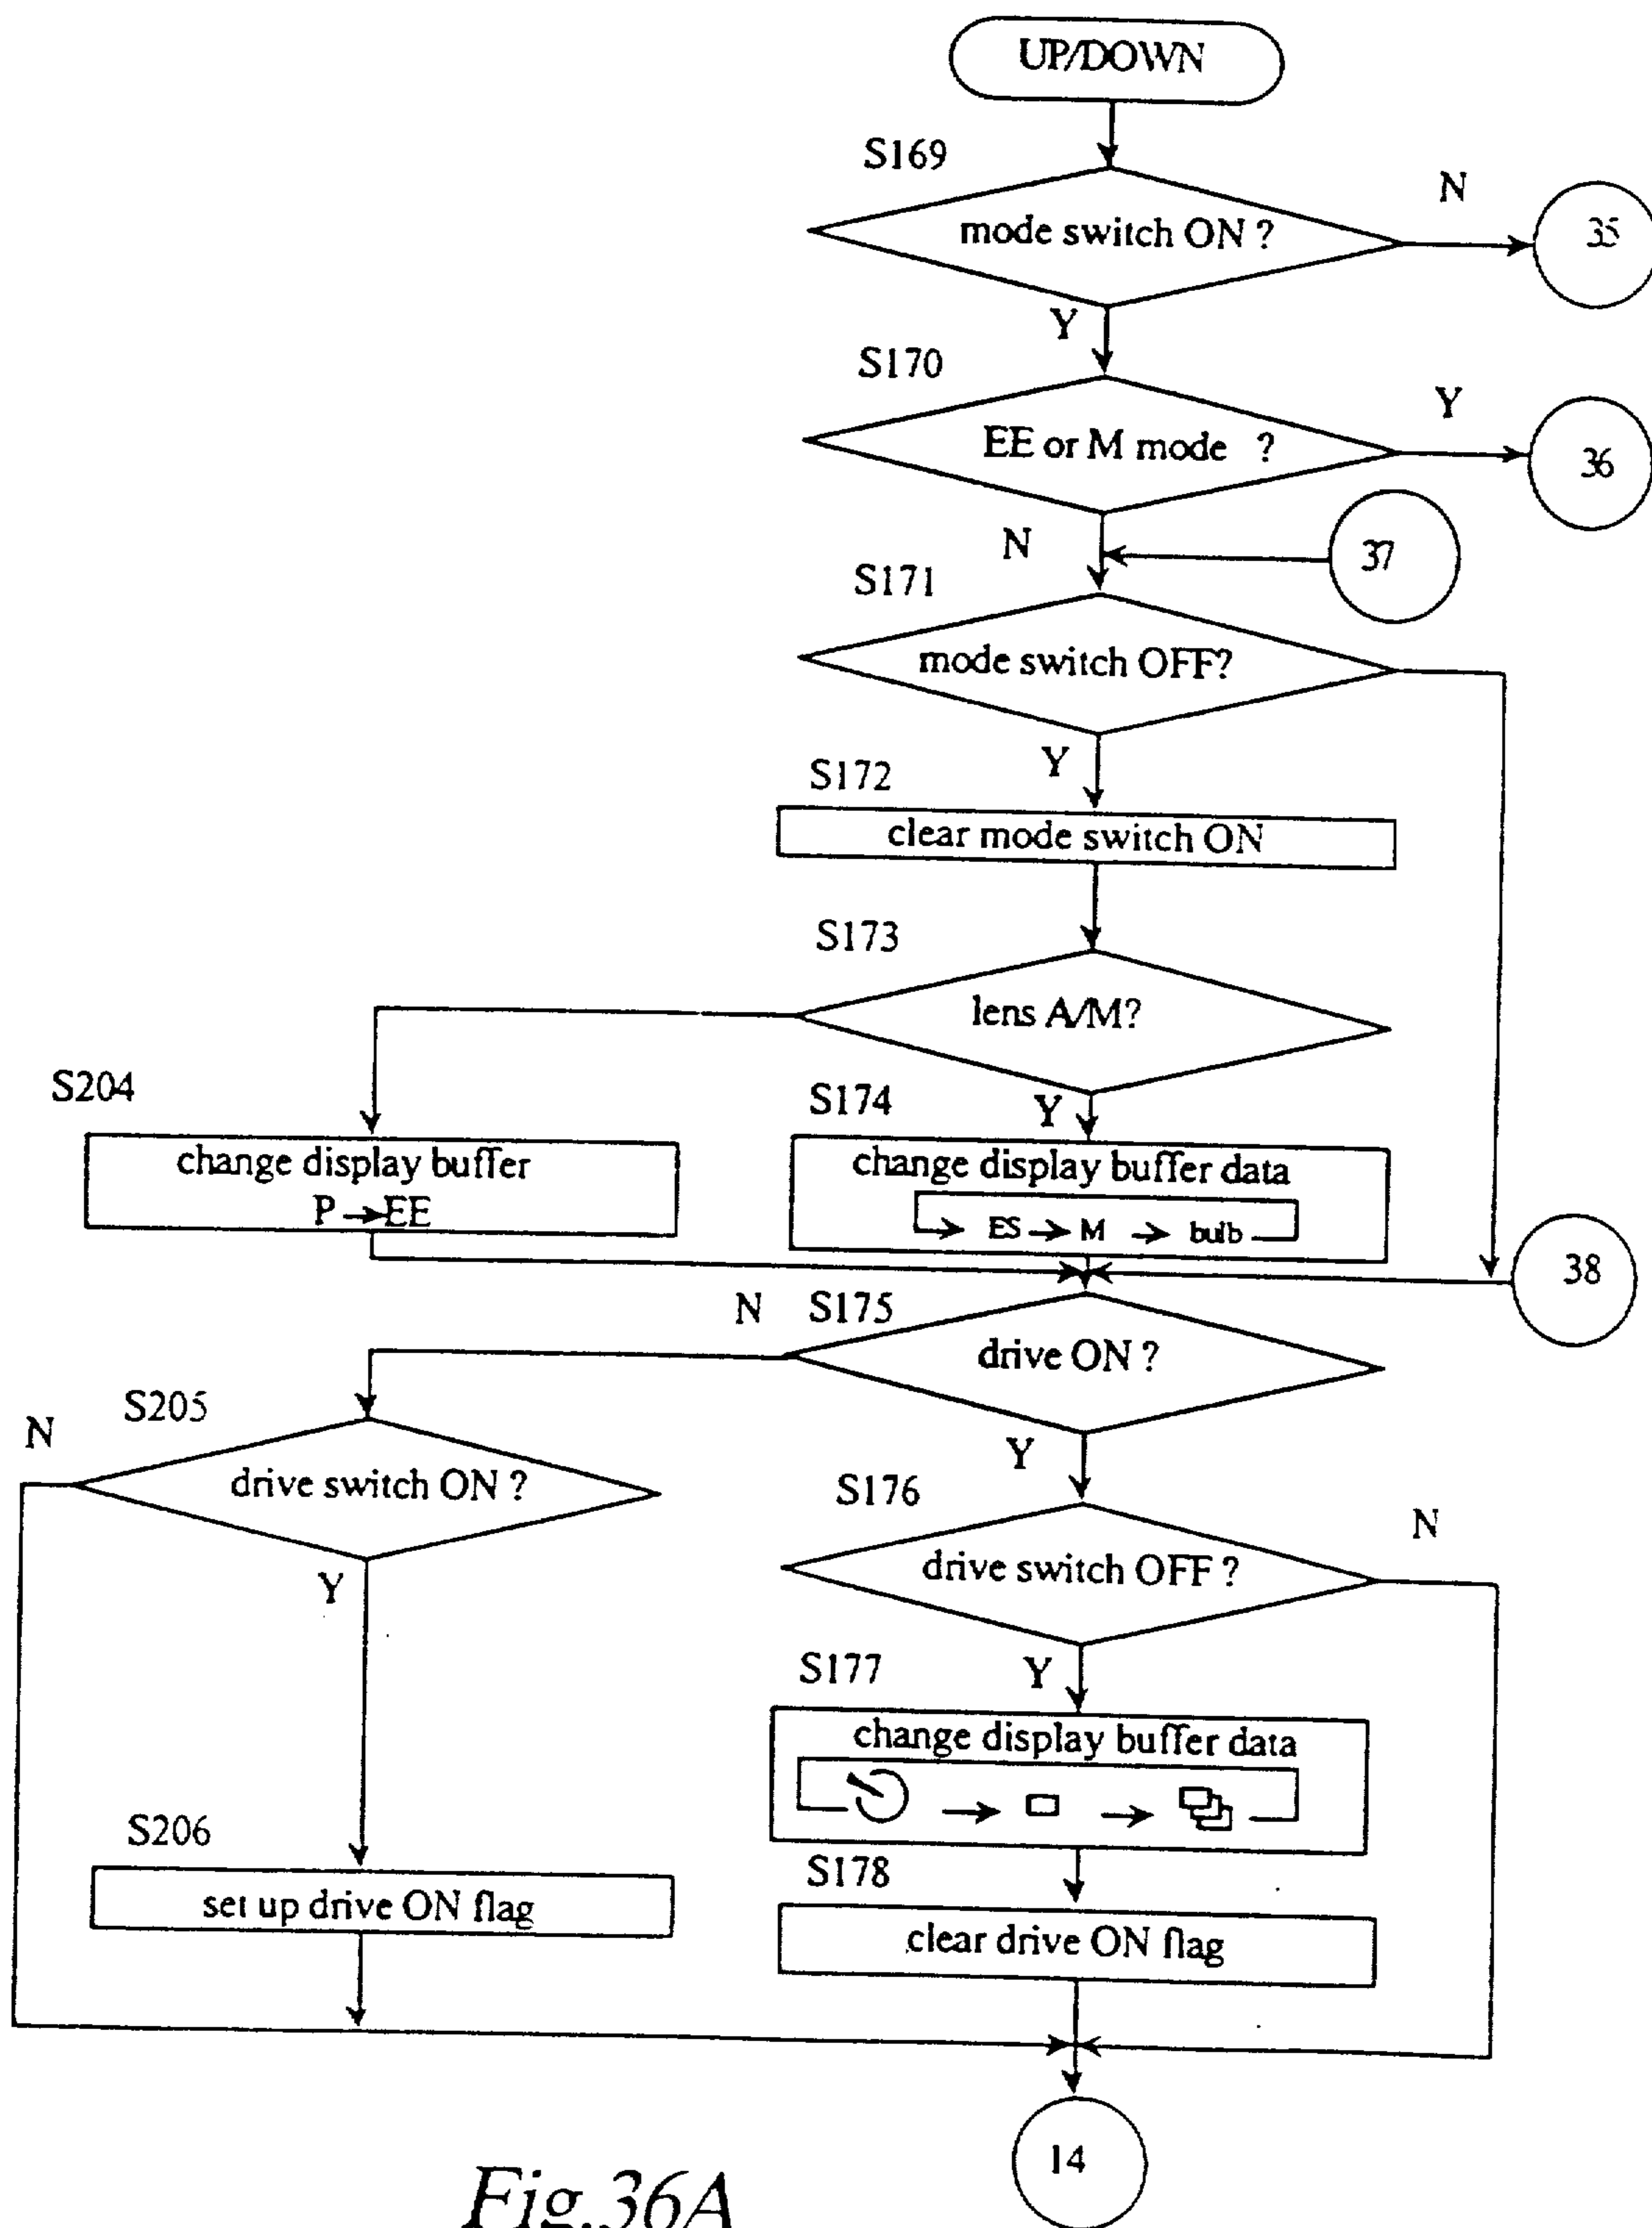 UP/DOWN
S169
mode switch ON ?
N
35
Y
S170
EE or M mode ?
Y
36
N
37
S171
mode switch OFF?
Y
S172
clear mode switch ON
S173
lens A/M?
S204
change display buffer
P → EE
Y
S174
change display buffer data
→ ES → M → bulb
38
N
S175
drive ON ?
S205
N
drive switch ON ?
Y
Y
S176
drive switch OFF ?
N
Y
S177
change display buffer data
S206
set up drive ON flag
S178
clear drive ON flag
14
Fig.36A